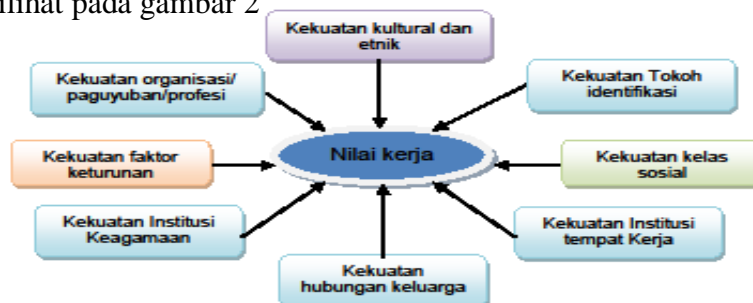 ilihat pada gambar 2
Kekuatan kultural dan
etnik
Kekuatan organisasi/
paguyuban/profesi
Kekuatan Tokoh
identifikasi
Nilai kerja
Kekuatan faktor
keturunan
Kekuatan kelas
sosial
Kekuatan Institusi
Keagamaan
Kekuatan Institusi
tempat Kerja
Kekuatan
hubungan keluarga